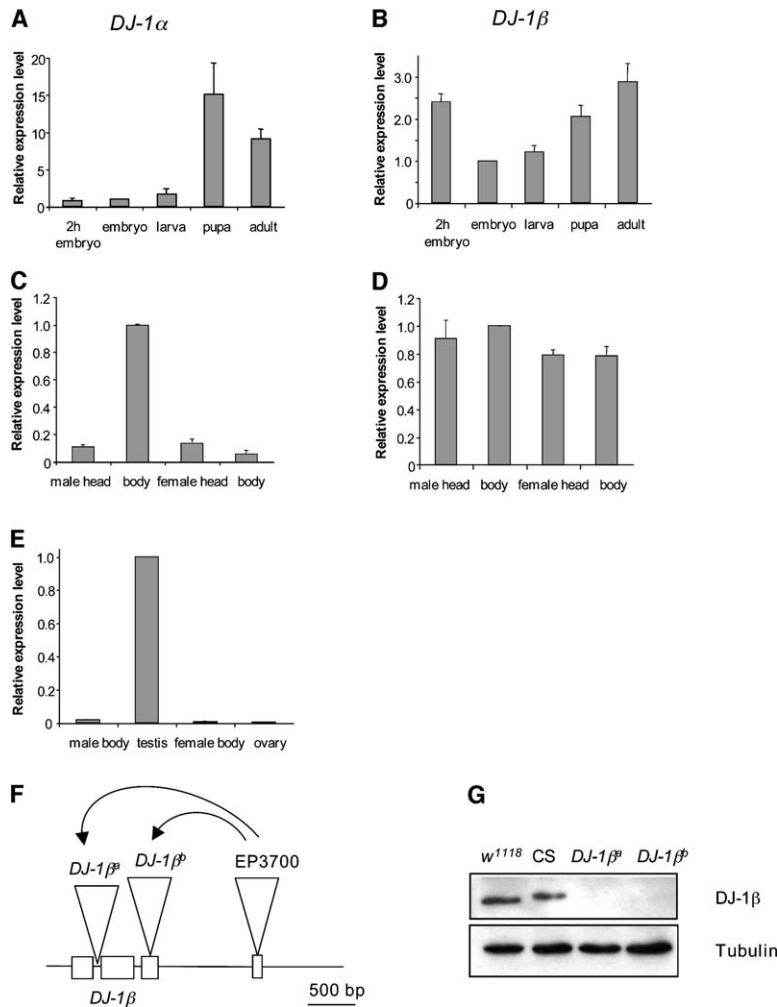 A
DJ-1α
Relative expression level
20
15
10
5
0
2h embryo
embryo
larva
pupa
adult
B
DJ-1β
Relative expression level
3.0
2.0
1.0
0
2h embryo
embryo
larva
pupa
adult
C
Relative expression level
1.2
1.0
0.8
0.6
0.4
0.2
0
male head
body
female head
body
D
Relative expression level
1.2
1.0
0.8
0.6
0.4
0.2
0
male head
body
female head
body
E
Relative expression level
1.0
0.8
0.6
0.4
0.2
0
male body
testis
female body
ovary
F
DJ-1βᵃ
DJ-1βᵇ
EP3700
DJ-1β
500 bp
G
w¹¹¹⁸
CS
DJ-1βᵃ
DJ-1βᵇ
DJ-1β
Tubulin